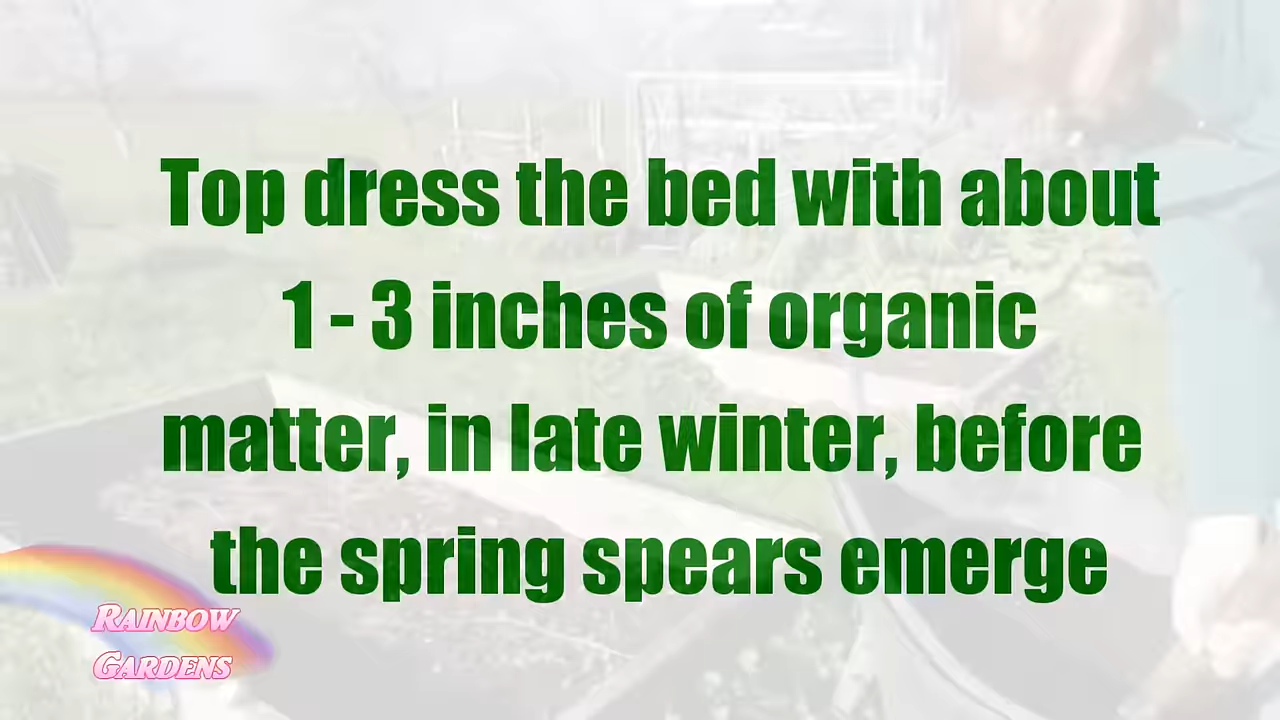 Top dress the bed with about
1 - 3 inches of organic
matter, in late winter, before
the spring spears emerge
Rainbow
Gardens